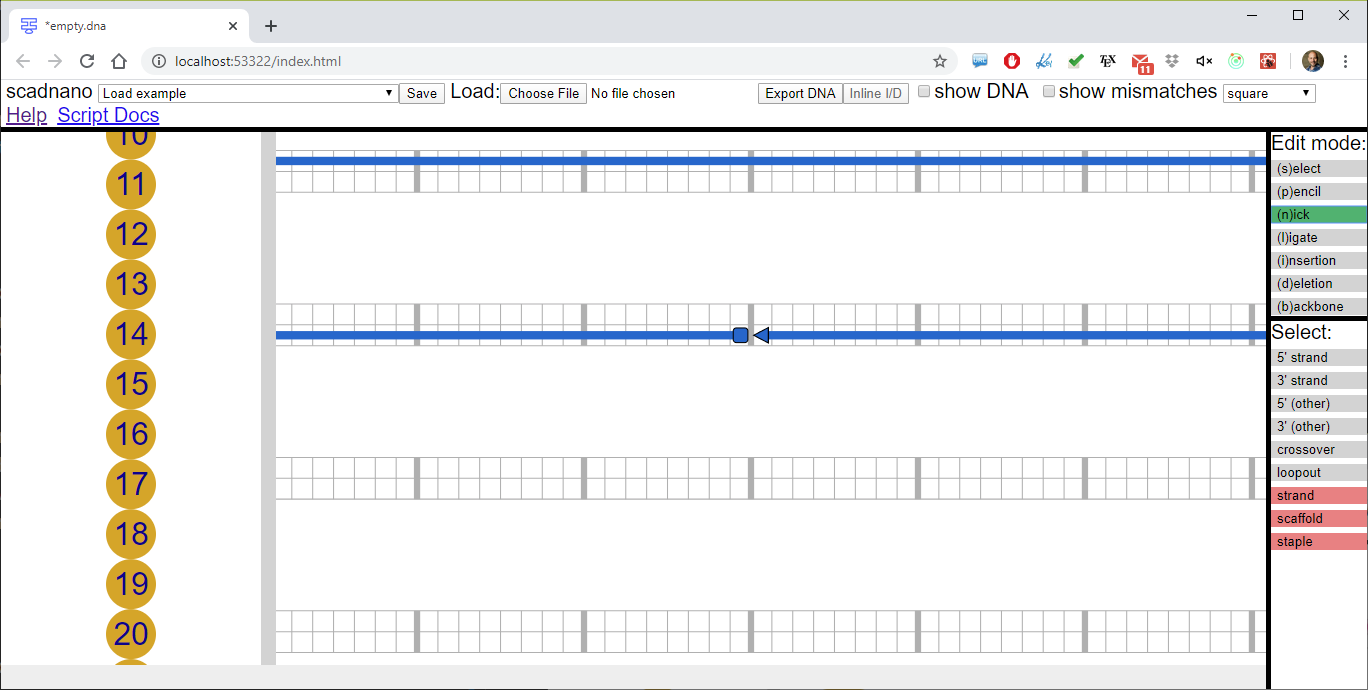 *empty.dna
localhost:53322/index.html
ABC
TEX
11
scadnano Load example Save Load: Choose File No file chosen Export DNA Inline I/D show DNA show mismatches square
Help Script Docs
10
11
12
13
14
15
16
17
18
19
20
Edit mode:
(s)elect
(p)encil
(n)ick
(l)igate
(i)nsertion
(d)eletion
(b)ackbone
Select:
5' strand
3' strand
5' (other)
3' (other)
crossover
loopout
strand
scaffold
staple